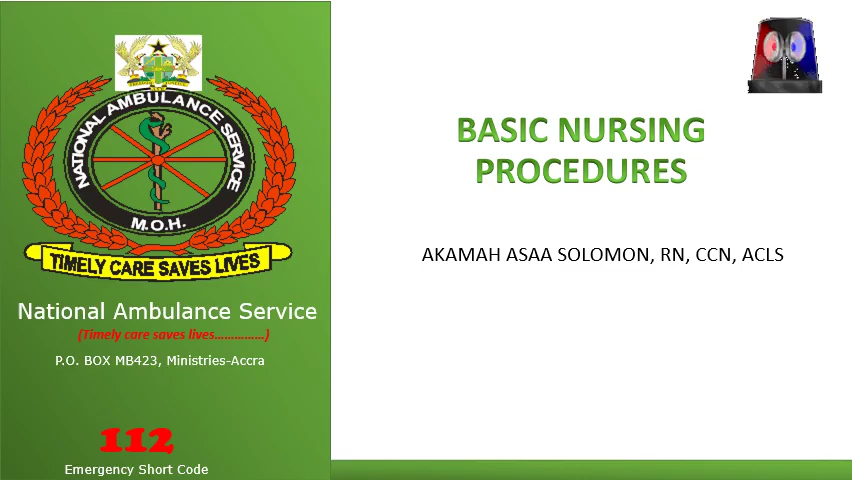 NATIONAL AMBULANCE SERVICE
M.O.H.
TIMELY CARE SAVES LIVES
National Ambulance Service
(Timely care saves lives……………)
P.O. BOX MB423, Ministries-Accra
112
Emergency Short Code
BASIC NURSING
PROCEDURES
AKAMAH ASAA SOLOMON, RN, CCN, ACLS